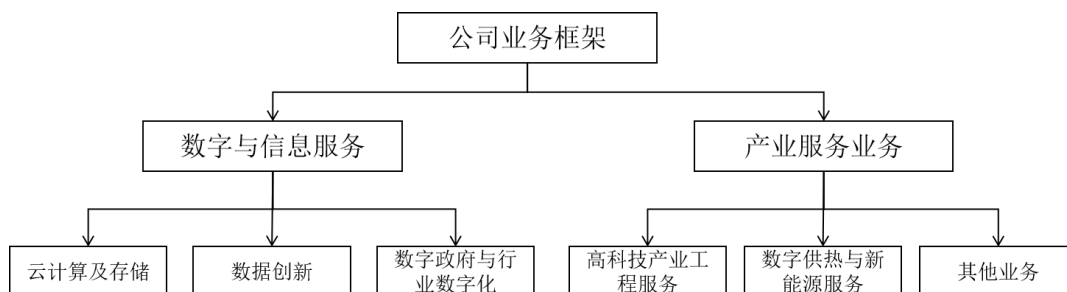 公司业务框架
数字与信息服务
产业服务业务
云计算及存储
数据创新
数字政府与行
业数字化
高科技产业工
程服务
数字供热与新
能源服务
其他业务